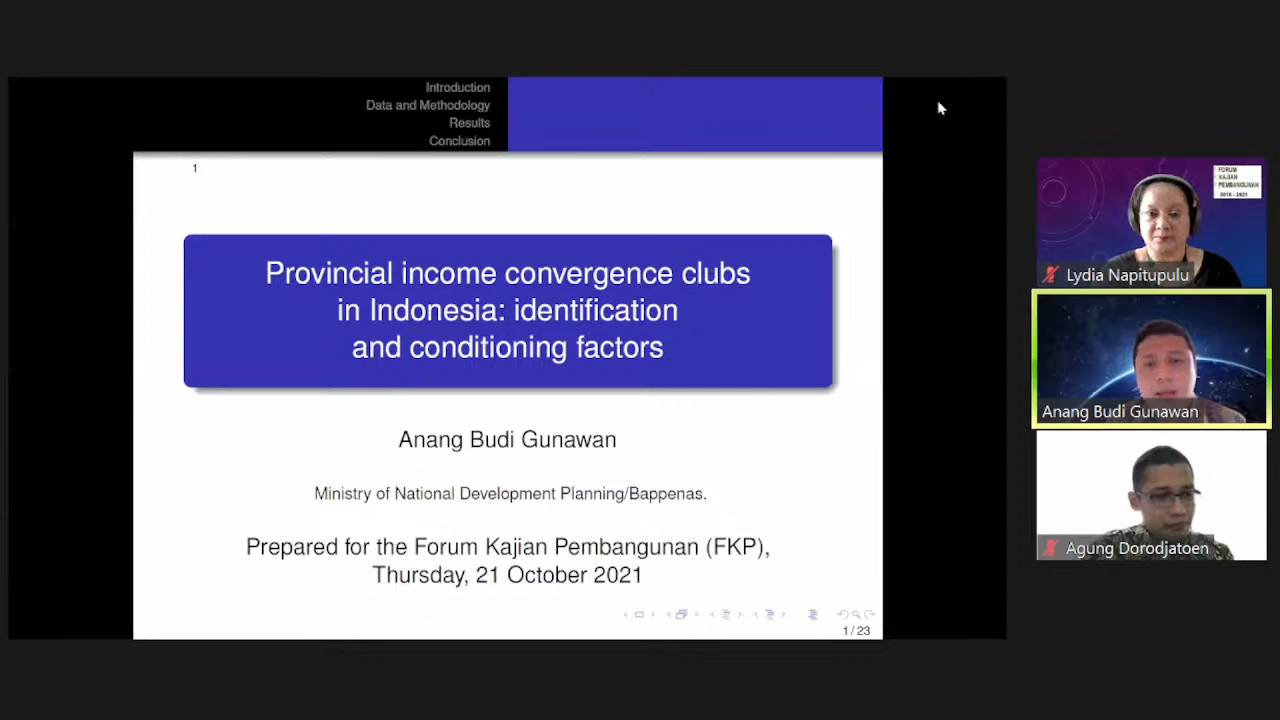 Introduction
Data and Methodology
Results
Conclusion
1
Provincial income convergence clubs
in Indonesia: identification
and conditioning factors
Anang Budi Gunawan
Ministry of National Development Planning/Bappenas.
Prepared for the Forum Kajian Pembangunan (FKP),
Thursday, 21 October 2021
1 / 23
FORUM
KAJIAN
PEMBANGUNAN
Lydia Napitupulu
Anang Budi Gunawan
Agung Dorodjatoen